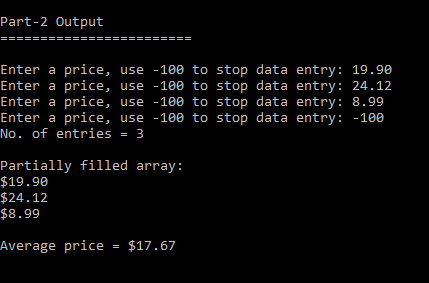 Part-2 Output
========================
Enter a price, use -100 to stop data entry: 19.90
Enter a price, use -100 to stop data entry: 24.12
Enter a price, use -100 to stop data entry: 8.99
Enter a price, use -100 to stop data entry: -100
No. of entries = 3
Partially filled array:
$19.90
$24.12
$8.99
Average price = $17.67